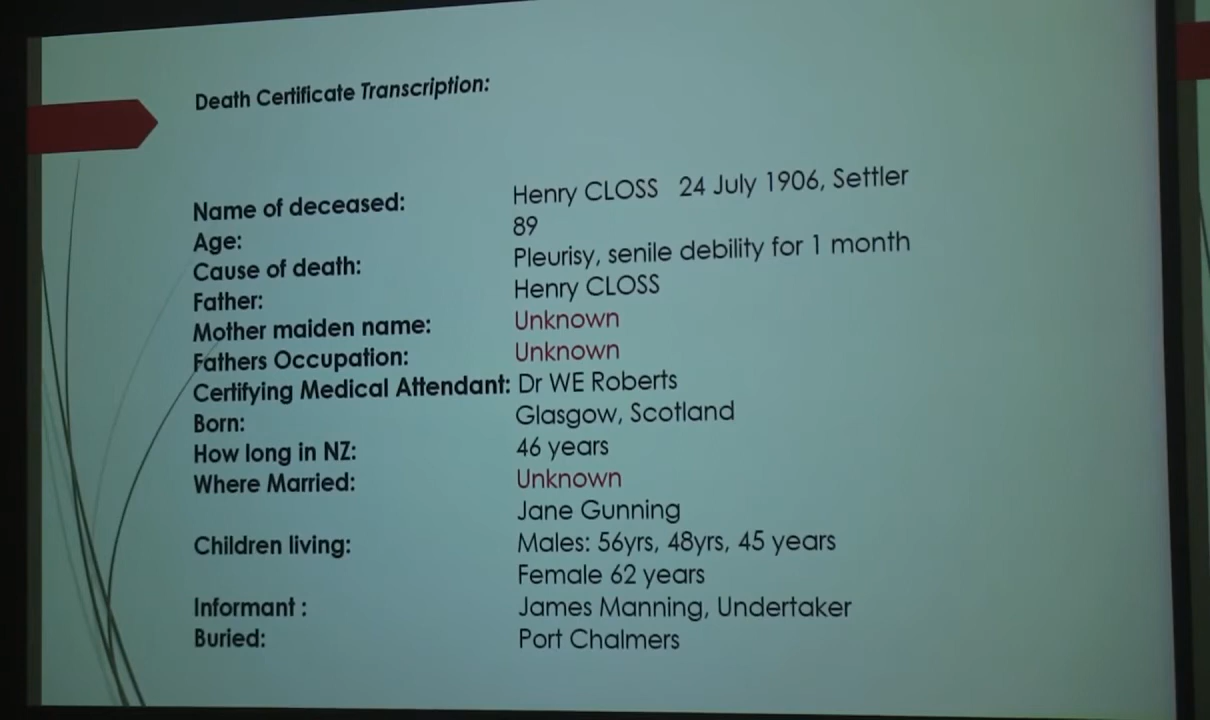 Death Certificate Transcription:
Name of deceased: Henry CLOSS 24 July 1906, Settler
Age: 89
Cause of death: Pleurisy, senile debility for 1 month
Father: Henry CLOSS
Mother maiden name: Unknown
Fathers Occupation: Unknown
Certifying Medical Attendant: Dr WE Roberts
Born: Glasgow, Scotland
How long in NZ: 46 years
Where Married: Unknown
Jane Gunning
Children living: Males: 56yrs, 48yrs, 45 years
Female 62 years
Informant : James Manning, Undertaker
Buried: Port Chalmers